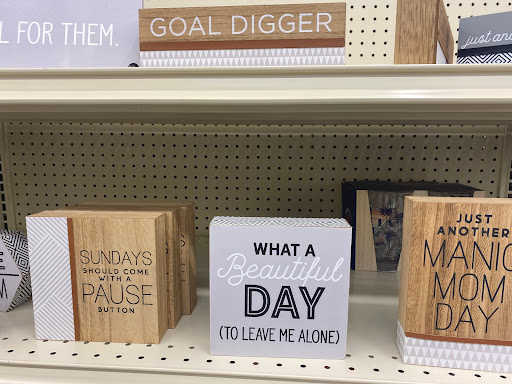 L FOR THEM.
GOAL DIGGER
just an
SUNDAYS
SHOULD COME
WITH A
PAUSE
BUTTON
WHAT A
Beautiful
DAY
(TO LEAVE ME ALONE)
JUST
ANOTHER
MANIC
MOM
DAY